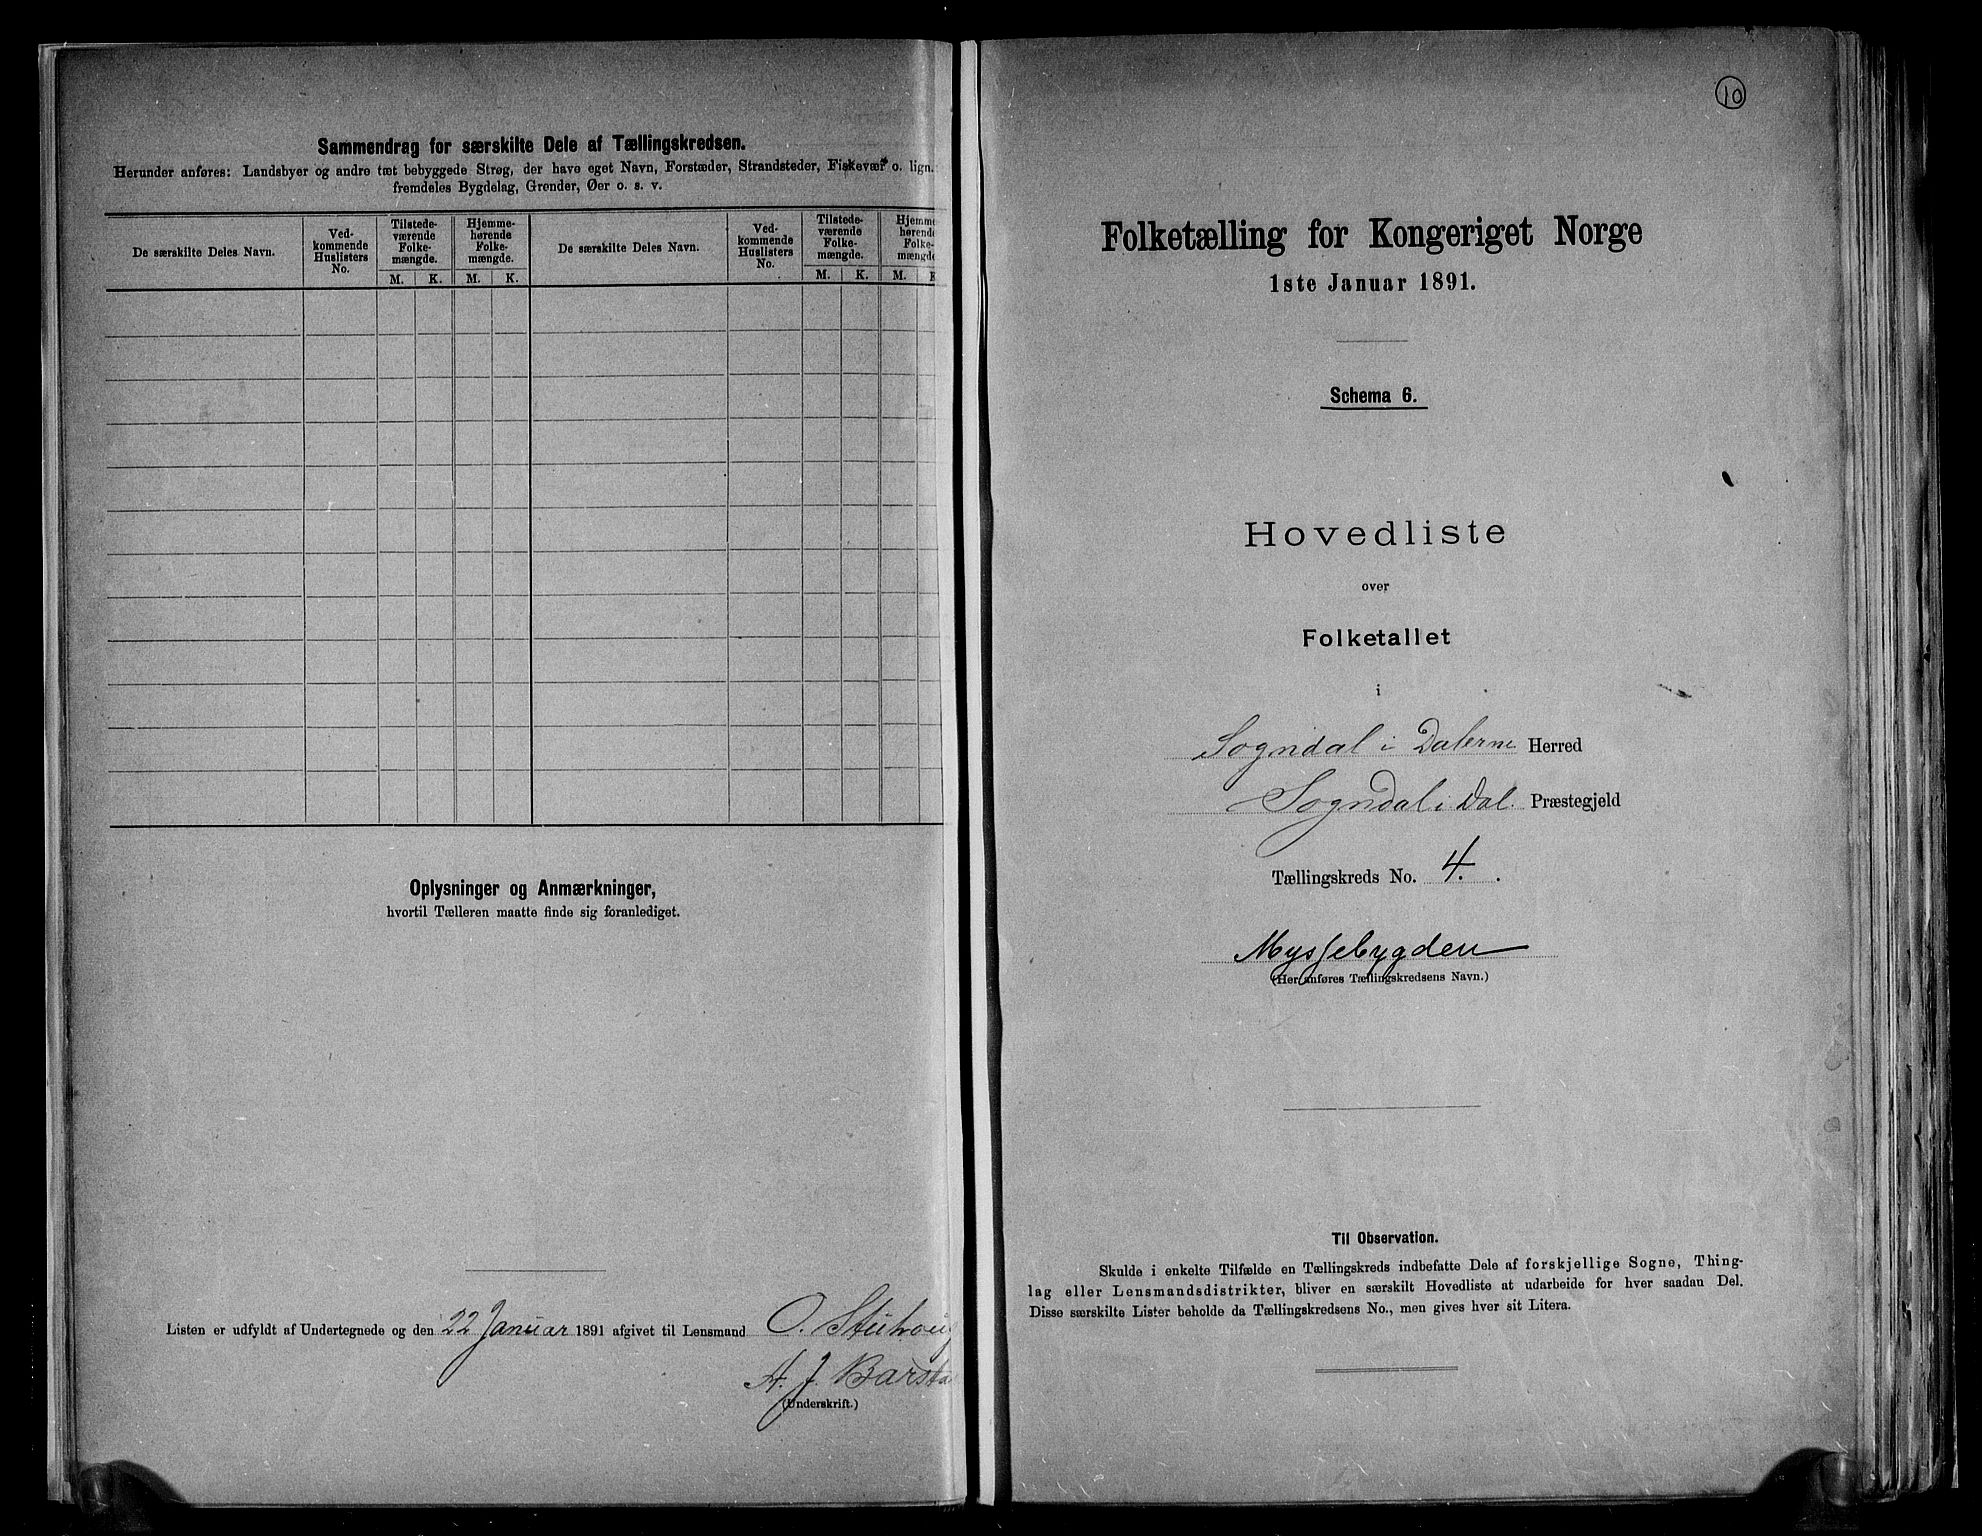 Sammendrag for særskilte Dele af Tællingskredsen.
Herunder anføres: Landsbyer og andre tæt bebyggede Strøg, der have eget Navn, Forstæder, Strandsteder, Fiskevær o. lign.
fremdeles Bygdelag, Grender, Øer o. s. v.
De særskilte Deles Navn.
Ved-
kommende
Huslisters
No.
Tilstede-
værende
Folke-
mængde.
M. K.
Hjemme-
hørende
Folke-
mængde.
M. K.
De særskilte Deles Navn.
Ved-
kommende
Huslisters
No.
Tilstede-
værende
Folke-
mængde.
M. K.
Hjemme
hørende
Folke-
mængde
M. K
Oplysninger og Anmærkninger,
hvortil Tælleren maatte finde sig foranlediget.
Listen er udfyldt af Undertegnede og den 22 Januar 1891 afgivet til Lensmand O.
A. J. Barsta
(Underskrift.)
10
Folketælling for Kongeriget Norge
1ste Januar 1891.
Schema 6.
Hovedliste
over
Folketallet
i
Sogndal i Dalerne Herred
Sogndal i Dal. Præstegjeld
Tællingskreds No. 4.
Myssebygden
(Her anføres Tællingskredsens Navn.)
Til Observation.
Skulde i enkelte Tilfælde en Tællingskreds indbefatte Dele af forskjellige Sogne, Thing-
lag eller Lensmandsdistrikter, bliver en særskilt Hovedliste at udarbeide for hver saadan Del.
Disse særskilte Lister beholde da Tællingskredsens No., men gives hver sit Litera.